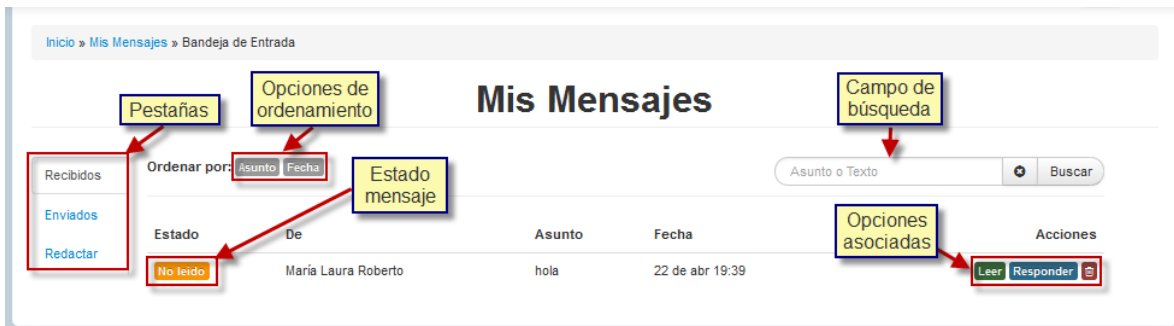 Inicio » Mis Mensajes » Bandeja de Entrada
Mis Mensajes
Pestañas
Opciones de
ordenamiento
Campo de
búsqueda
Recibidos
Enviados
Redactar
Ordenar por: Asunto Fecha
Asunto o Texto
Buscar
Estado
mensaje
Opciones
asociadas
Estado De Asunto Fecha Acciones
No leido María Laura Roberto hola 22 de abr 19:39 Leer Responder